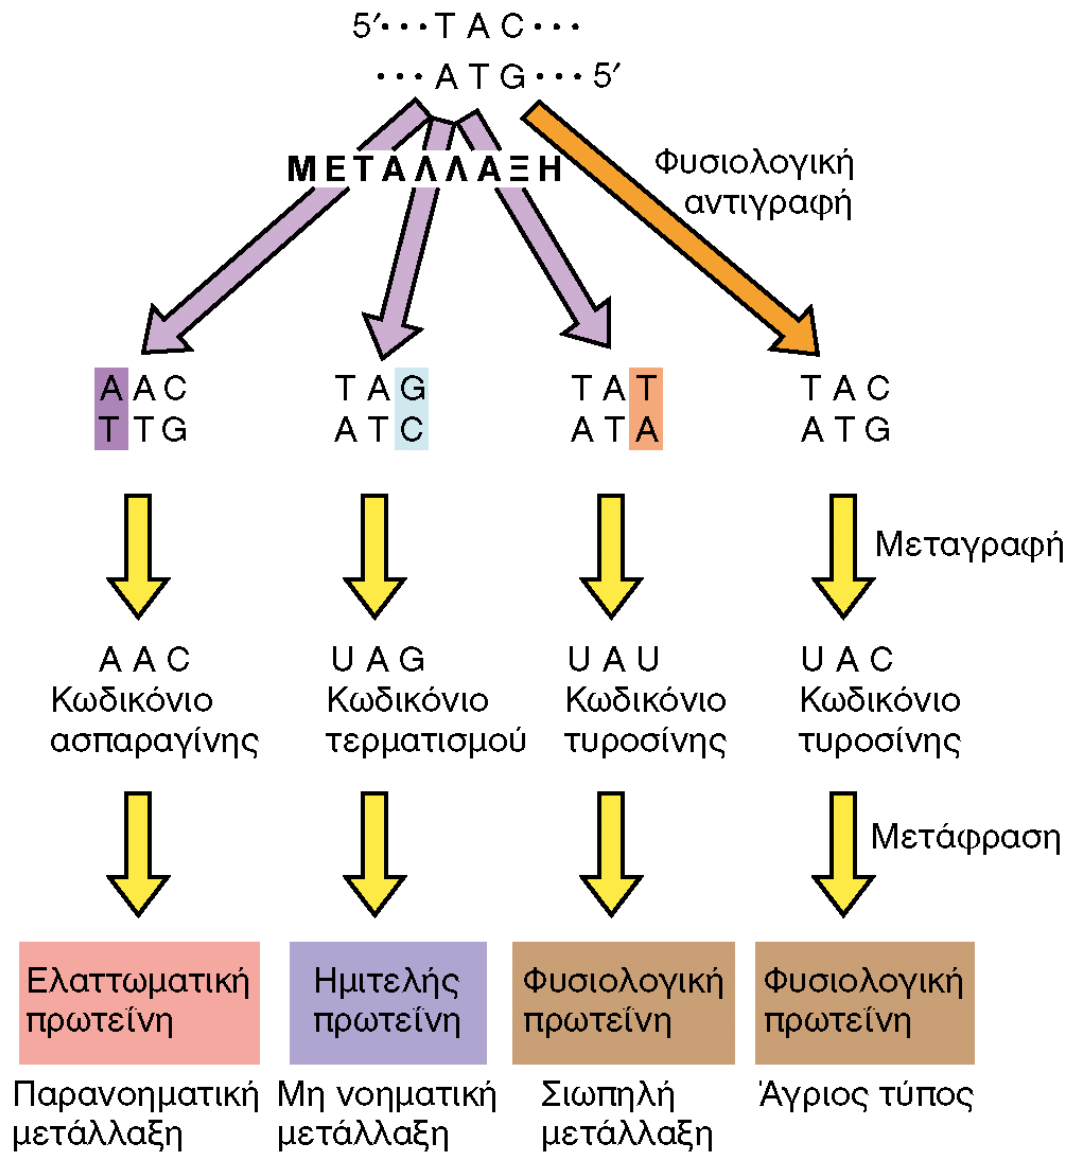 5′···T A C···
···A T G···5′
ΜΕΤΑΛΛΑΞΗ
Φυσιολογική
αντιγραφή
A A C
T T G
T A G
A T C
T A T
A T A
T A C
A T G
Μεταγραφή
A A C
Κωδικόνιο
ασπαραγίνης
U A G
Κωδικόνιο
τερματισμού
U A U
Κωδικόνιο
τυροσίνης
U A C
Κωδικόνιο
τυροσίνης
Μετάφραση
Ελαττωματική
πρωτεΐνη
Ημιτελής
πρωτεΐνη
Φυσιολογική
πρωτεΐνη
Φυσιολογική
πρωτεΐνη
Παρανοηματική
μετάλλαξη
Μη νοηματική
μετάλλαξη
Σιωπηλή
μετάλλαξη
Άγριος τύπος